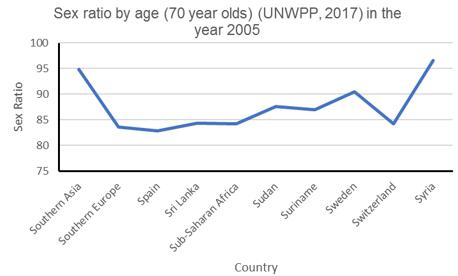 Sex ratio by age (70 year olds) (UNWPP, 2017) in the
year 2005
100
95
90
85
80
75
Sex Ratio
Southern Asia
Southern Europe
Spain
Sri Lanka
Sub-Saharan Africa
Sudan
Suriname
Sweden
Switzerland
Syria
Country